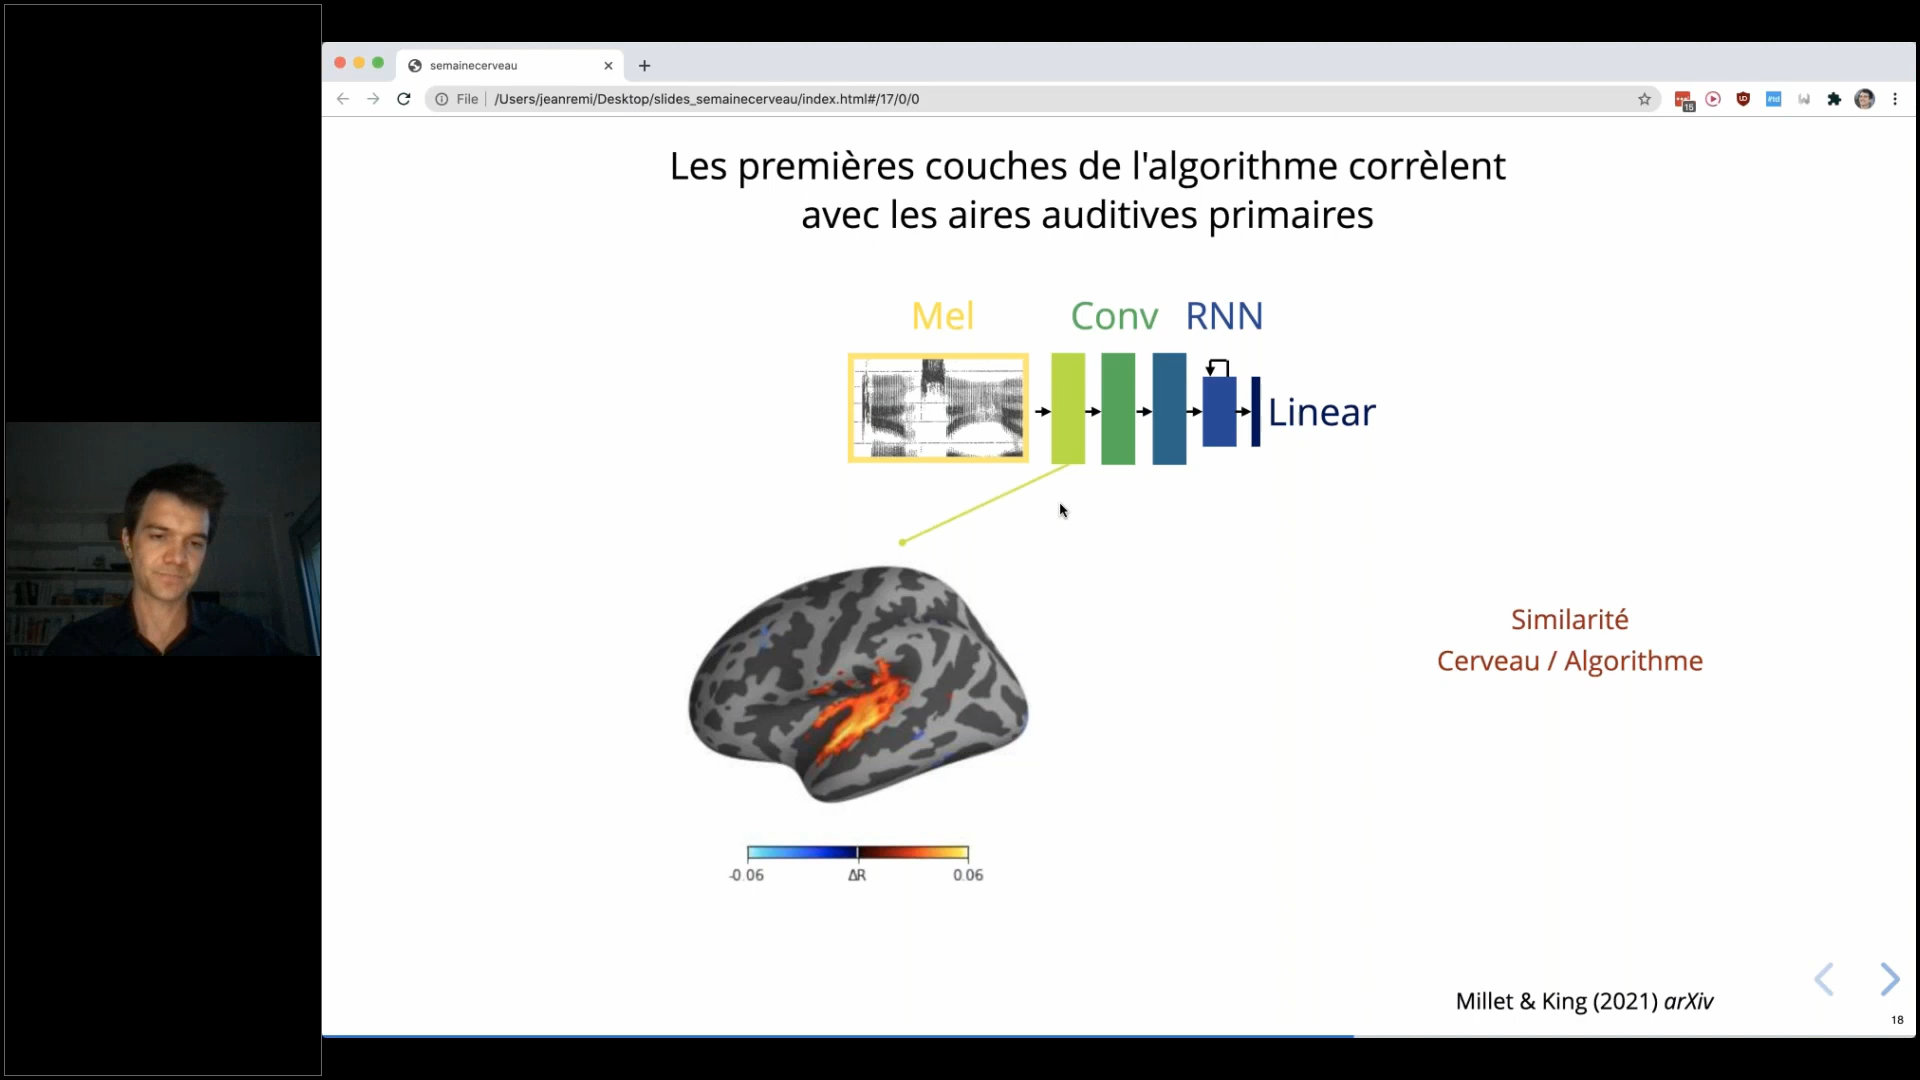 semainecerveau
File
/Users/jeanremi/Desktop/slides_semainecerveau/index.html#/17/0/0
15
Les premières couches de l'algorithme corrèlent
avec les aires auditives primaires
Mel
Conv
RNN
Linear
Similarité
Cerveau / Algorithme
-0.06
ΔR
0.06
Millet & King (2021) arXiv
18